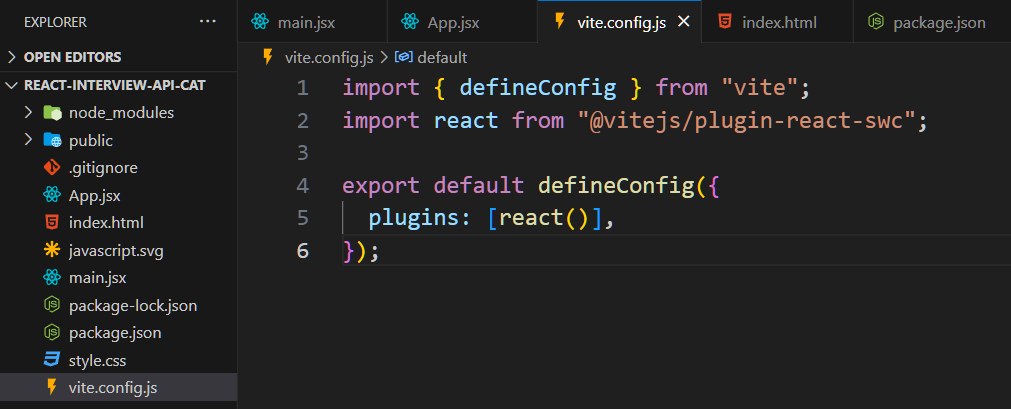 EXPLORER
OPEN EDITORS
REACT-INTERVIEW-API-CAT
node_modules
public
.gitignore
App.jsx
index.html
javascript.svg
main.jsx
package-lock.json
package.json
style.css
vite.config.js
main.jsx App.jsx vite.config.js index.html package.json
vite.config.js > default
1 import { defineConfig } from "vite";
2 import react from "@vitejs/plugin-react-swc";
3
4 export default defineConfig({
5   plugins: [react()],
6 });